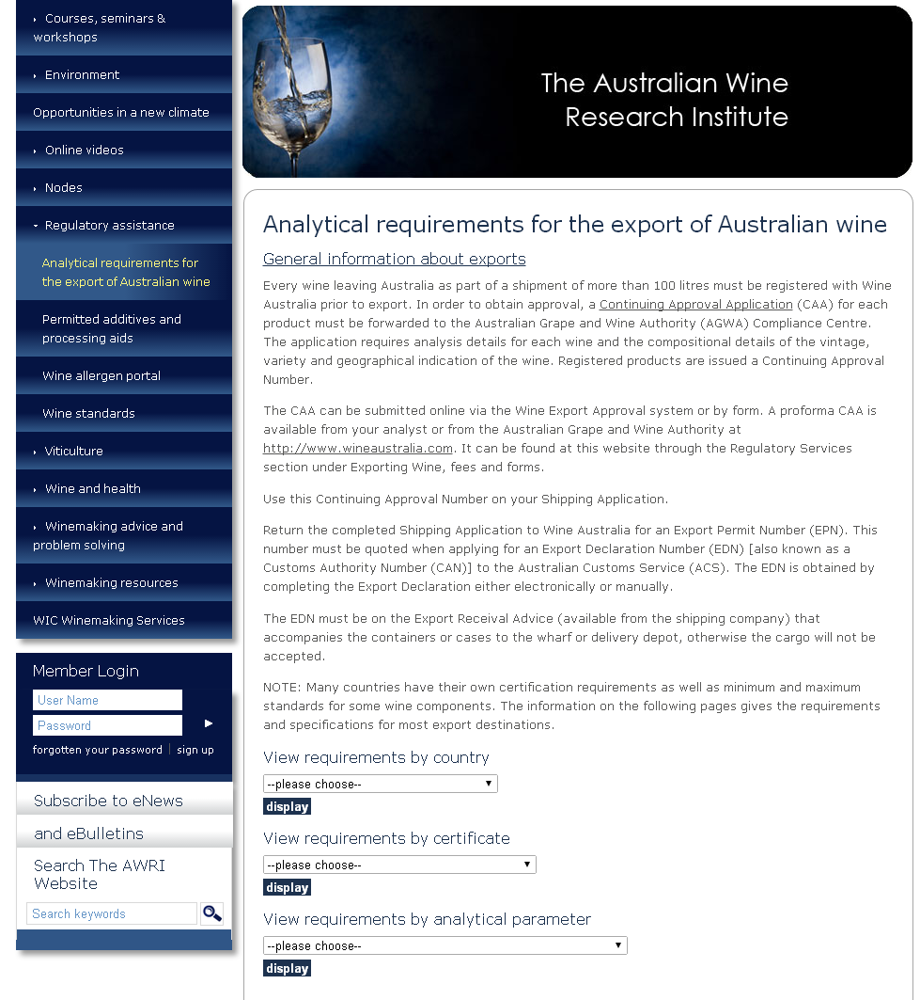 Courses, seminars &
workshops
Environment
Opportunities in a new climate
Online videos
Nodes
Regulatory assistance
Analytical requirements for
the export of Australian wine
Permitted additives and
processing aids
Wine allergen portal
Wine standards
Viticulture
Wine and health
Winemaking advice and
problem solving
Winemaking resources
WIC Winemaking Services
Member Login
User Name
Password
forgotten your password | sign up
Subscribe to eNews
and eBulletins
Search The AWRI
Website
Search keywords
The Australian Wine
Research Institute
Analytical requirements for the export of Australian wine
General information about exports
Every wine leaving Australia as part of a shipment of more than 100 litres must be registered with Wine
Australia prior to export. In order to obtain approval, a Continuing Approval Application (CAA) for each
product must be forwarded to the Australian Grape and Wine Authority (AGWA) Compliance Centre.
The application requires analysis details for each wine and the compositional details of the vintage,
variety and geographical indication of the wine. Registered products are issued a Continuing Approval
Number.
The CAA can be submitted online via the Wine Export Approval system or by form. A proforma CAA is
available from your analyst or from the Australian Grape and Wine Authority at
http://www.wineaustralia.com. It can be found at this website through the Regulatory Services
section under Exporting Wine, fees and forms.
Use this Continuing Approval Number on your Shipping Application.
Return the completed Shipping Application to Wine Australia for an Export Permit Number (EPN). This
number must be quoted when applying for an Export Declaration Number (EDN) [also known as a
Customs Authority Number (CAN)] to the Australian Customs Service (ACS). The EDN is obtained by
completing the Export Declaration either electronically or manually.
The EDN must be on the Export Receival Advice (available from the shipping company) that
accompanies the containers or cases to the wharf or delivery depot, otherwise the cargo will not be
accepted.
NOTE: Many countries have their own certification requirements as well as minimum and maximum
standards for some wine components. The information on the following pages gives the requirements
and specifications for most export destinations.
View requirements by country
--please choose--
display
View requirements by certificate
--please choose--
display
View requirements by analytical parameter
--please choose--
display